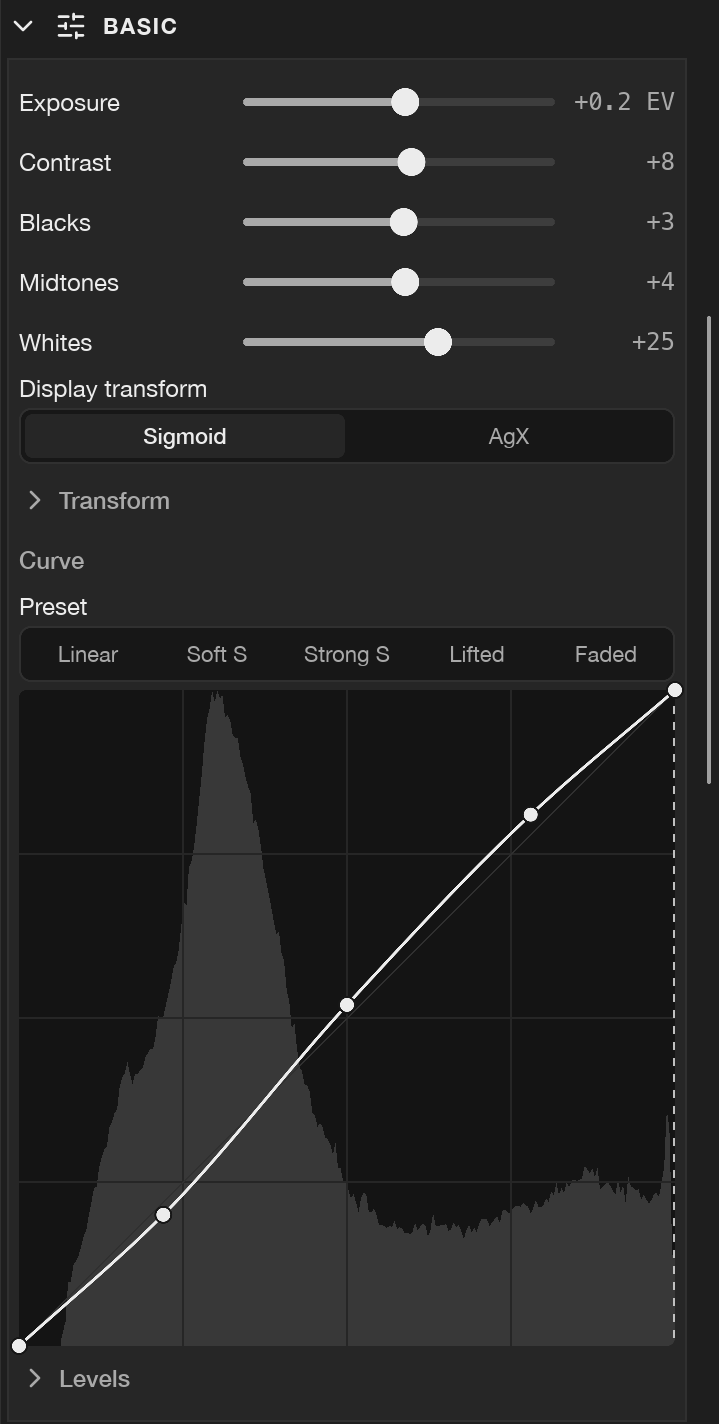 BASIC
Exposure +0.2 EV
Contrast +8
Blacks +3
Midtones +4
Whites +25
Display transform
Sigmoid AgX
Transform
Curve
Preset
Linear Soft S Strong S Lifted Faded
Levels